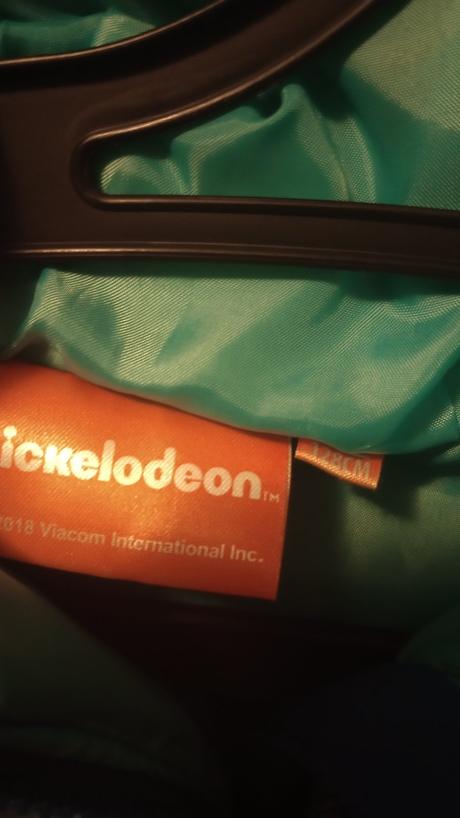 ickelodeon™
2018 Viacom International Inc.
128CM